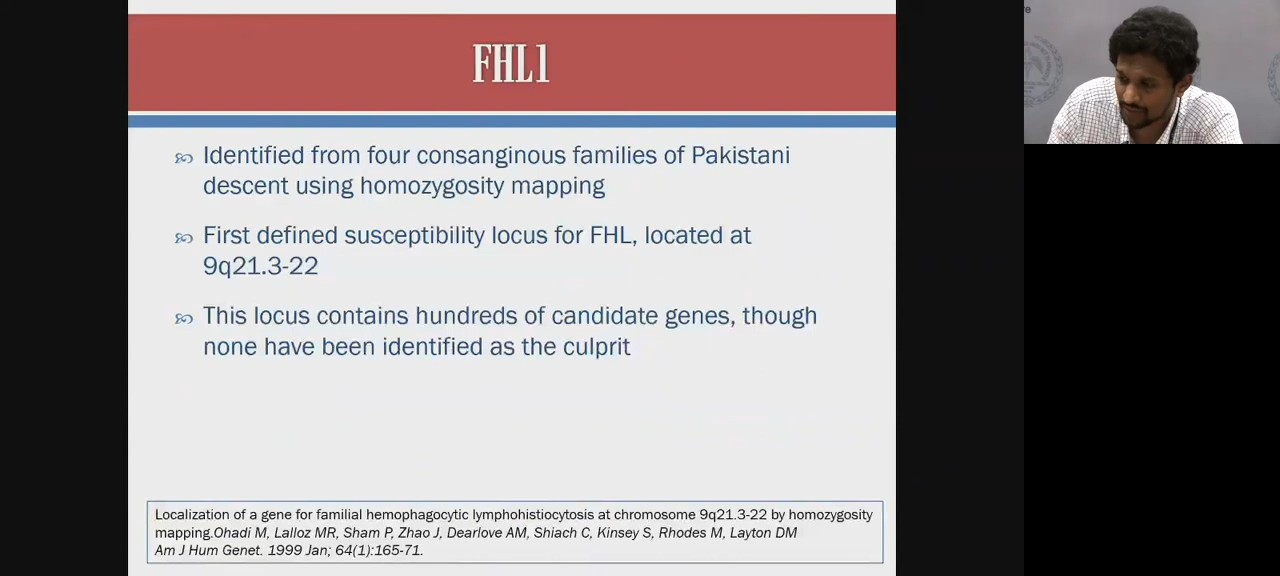 FHL1
Identified from four consanginous families of Pakistani
descent using homozygosity mapping
First defined susceptibility locus for FHL, located at
9q21.3-22
This locus contains hundreds of candidate genes, though
none have been identified as the culprit
Localization of a gene for familial hemophagocytic lymphohistiocytosis at chromosome 9q21.3-22 by homozygosity
mapping.Ohadi M, Lalloz MR, Sham P, Zhao J, Dearlove AM, Shiach C, Kinsey S, Rhodes M, Layton DM
Am J Hum Genet. 1999 Jan; 64(1):165-71.